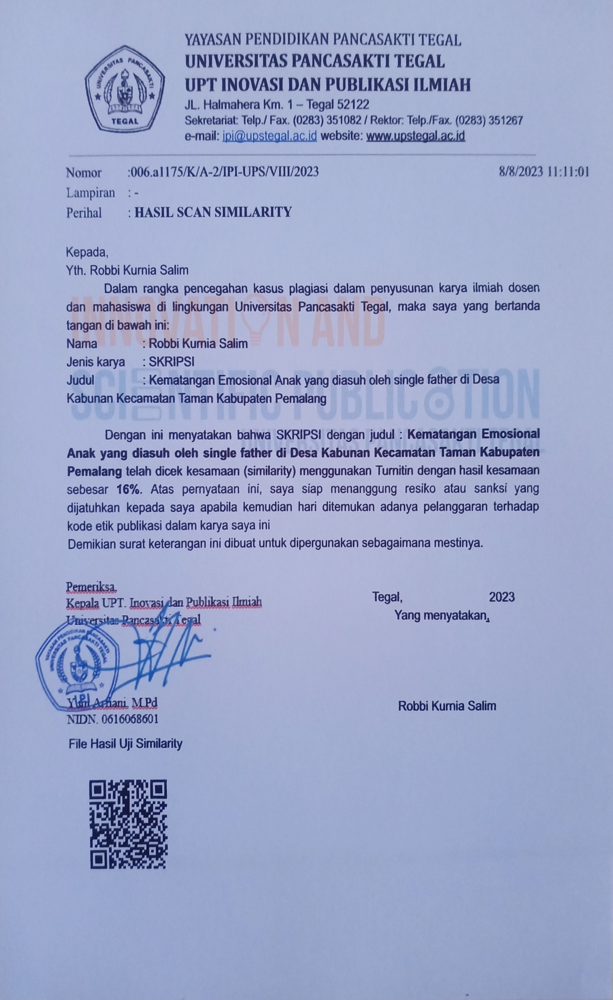 YAYASAN PENDIDIKAN PANCASAKTI TEGAL
UNIVERSITAS PANCASAKTI TEGAL
UPT INOVASI DAN PUBLIKASI ILMIAH
JL. Halmahera Km. 1 – Tegal 52122
Sekretariat: Telp./ Fax. (0283) 351082 / Rektor: Telp./Fax. (0283) 351267
e-mail: ipi@upstegal.ac.id website: www.upstegal.ac.id
UNIVERSITAS PANCASAKTI
TEGAL
Nomor :006.a1175/K/A-2/IPI-UPS/VIII/2023 8/8/2023 11:11:01
Lampiran : -
Perihal : HASIL SCAN SIMILARITY
Kepada,
Yth. Robbi Kurnia Salim
Dalam rangka pencegahan kasus plagiasi dalam penyusunan karya ilmiah dosen
dan mahasiswa di lingkungan Universitas Pancasakti Tegal, maka saya yang bertanda
tangan di bawah ini:
INNOVATION AND
Nama : Robbi Kurnia Salim
Jenis karya : SKRIPSI
Judul : Kematangan Emosional Anak yang diasuh oleh single father di Desa
Kabunan Kecamatan Taman Kabupaten Pemalang
SCIENTIFIC PUBLICATION
UNIVERSITAS PANCASAKTI TEGAL
Dengan ini menyatakan bahwa SKRIPSI dengan judul : Kematangan Emosional
Anak yang diasuh oleh single father di Desa Kabunan Kecamatan Taman Kabupaten
Pemalang telah dicek kesamaan (similarity) menggunakan Turnitin dengan hasil kesamaan
sebesar 16%. Atas pernyataan ini, saya siap menanggung resiko atau sanksi yang
dijatuhkan kepada saya apabila kemudian hari ditemukan adanya pelanggaran terhadap
kode etik publikasi dalam karya saya ini
Demikian surat keterangan ini dibuat untuk dipergunakan sebagaimana mestinya.
Pemeriksa,
Kepala UPT. Inovasi dan Publikasi Ilmiah
Universitas Pancasakti Tegal
Tegal, 2023
Yang menyatakan,
YAYASAN PENDIDIKAN PANCASAKTI
UNIVERSITAS PANCASAKTI TEGAL
IPI
Yuni Arfiani, M.Pd
NIDN. 0616068601
Robbi Kurnia Salim
File Hasil Uji Similarity